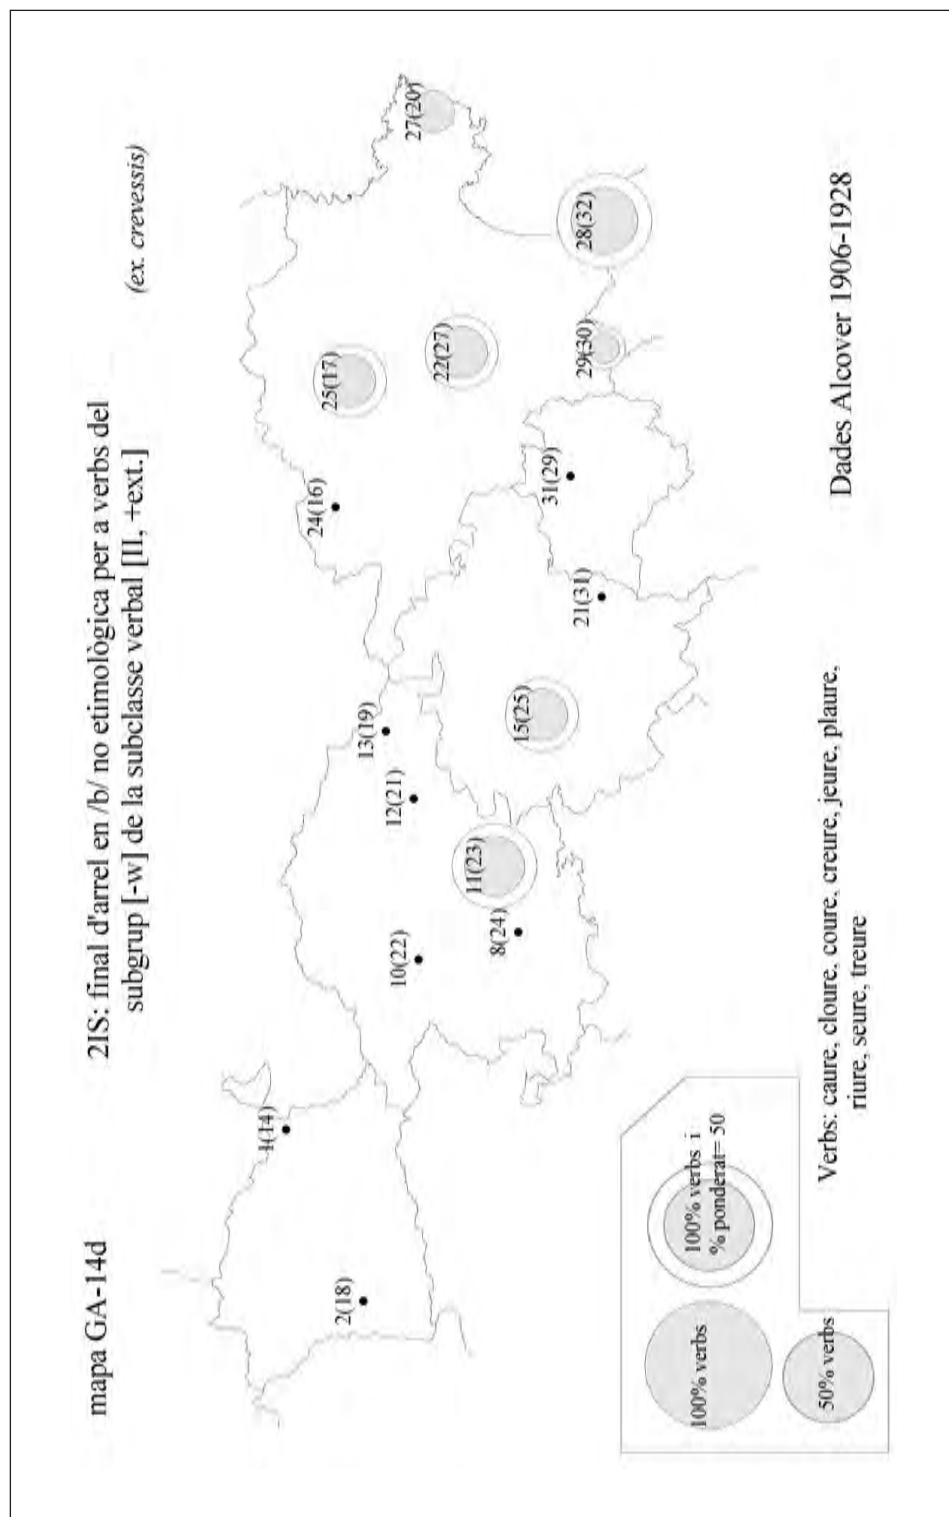 mapa GA-14d
2IS: final d'arrel en /b/ no etimològica per a verbs del
subgrup [-w] de la subclasse verbal [II, +ext.]
(ex. crevessis)
1(14)
2(18)
24(16)
25(17)
27(20)
13(19)
12(21)
10(22)
22(27)
11(23)
8(24)
15(25)
31(29)
29(30)
28(32)
21(31)
100% verbs
50% verbs
100% verbs i
% ponderat= 50
Verbs: caure, cloure, coure, creure, jeure, plaure,
riure, seure, treure
Dades Alcover 1906-1928